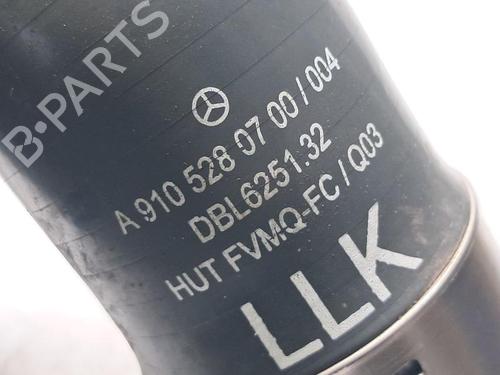 B-PARTS
A 910 528 07 00 / 004
DBL6251.32
HUT FVMQ-FC / Q03
LLK